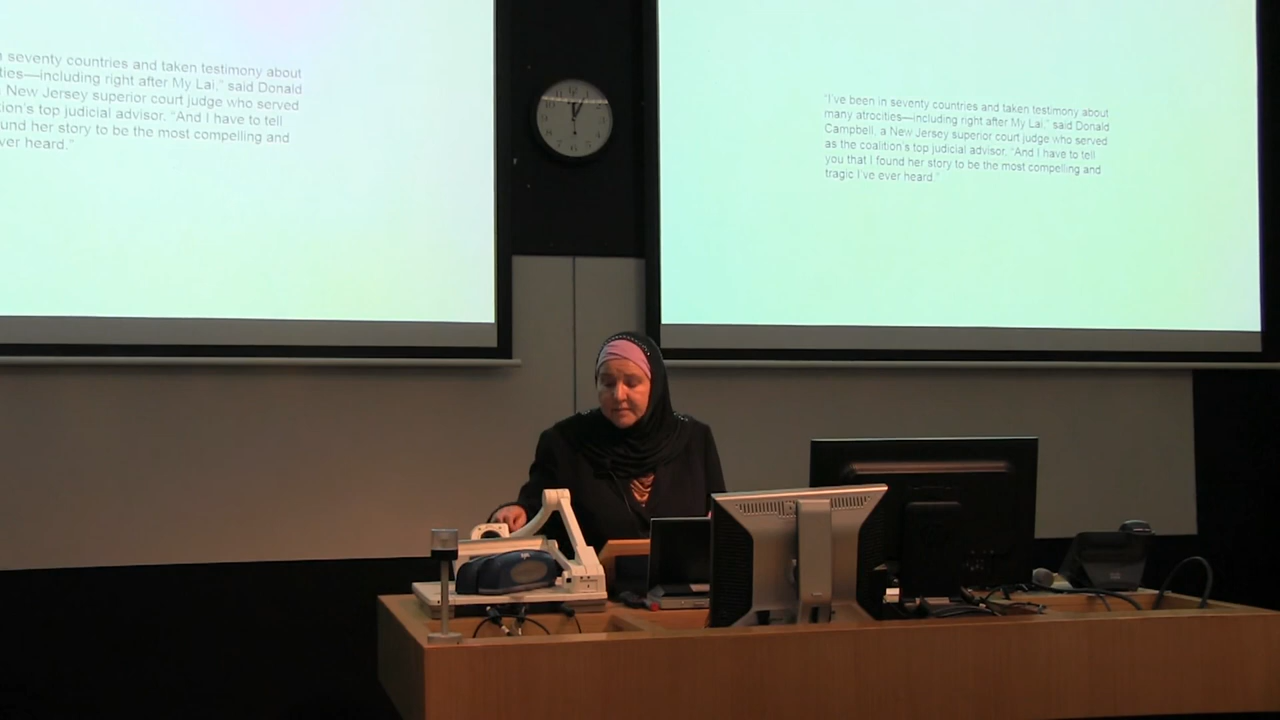 n seventy countries and taken testimony about
ties—including right after My Lai,” said Donald
New Jersey superior court judge who served
tion's top judicial advisor. “And I have to tell
und her story to be the most compelling and
ver heard.”
“I've been in seventy countries and taken testimony about
many atrocities—including right after My Lai,” said Donald
Campbell, a New Jersey superior court judge who served
as the coalition's top judicial advisor. “And I have to tell
you that I found her story to be the most compelling and
tragic I've ever heard.”